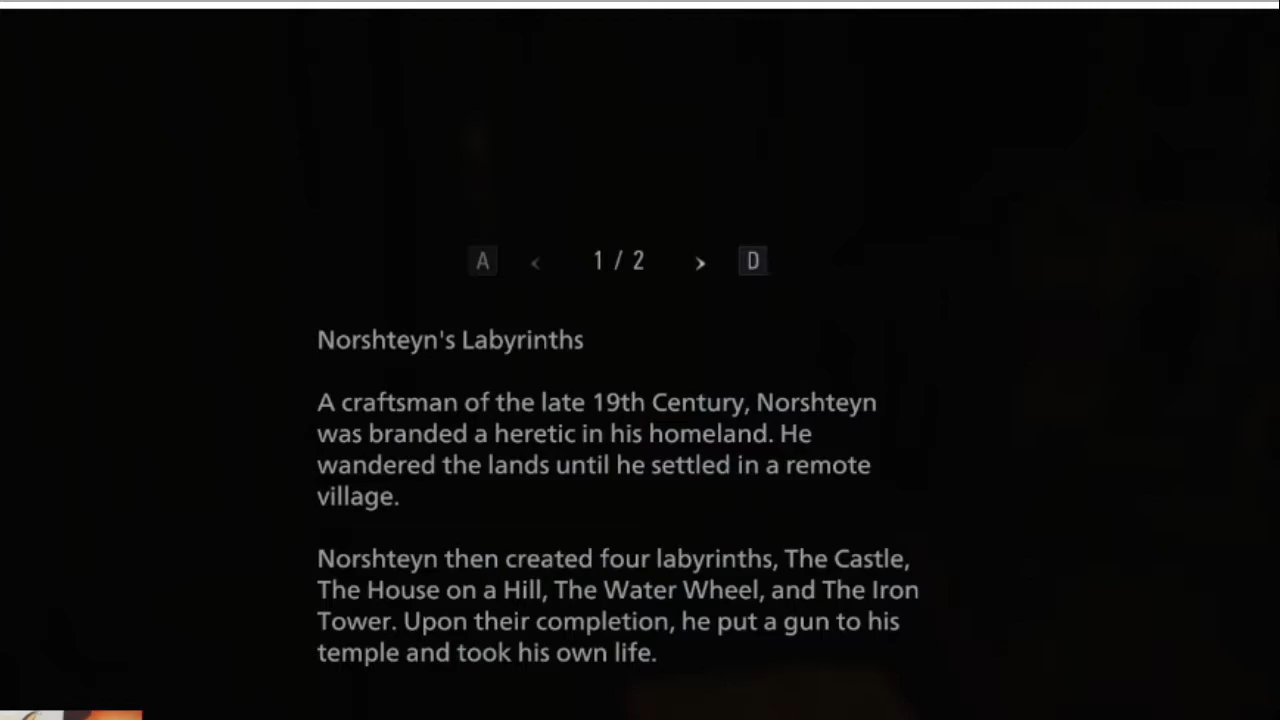 A < 1 / 2 > D
Norshteyn's Labyrinths
A craftsman of the late 19th Century, Norshteyn
was branded a heretic in his homeland. He
wandered the lands until he settled in a remote
village.
Norshteyn then created four labyrinths, The Castle,
The House on a Hill, The Water Wheel, and The Iron
Tower. Upon their completion, he put a gun to his
temple and took his own life.